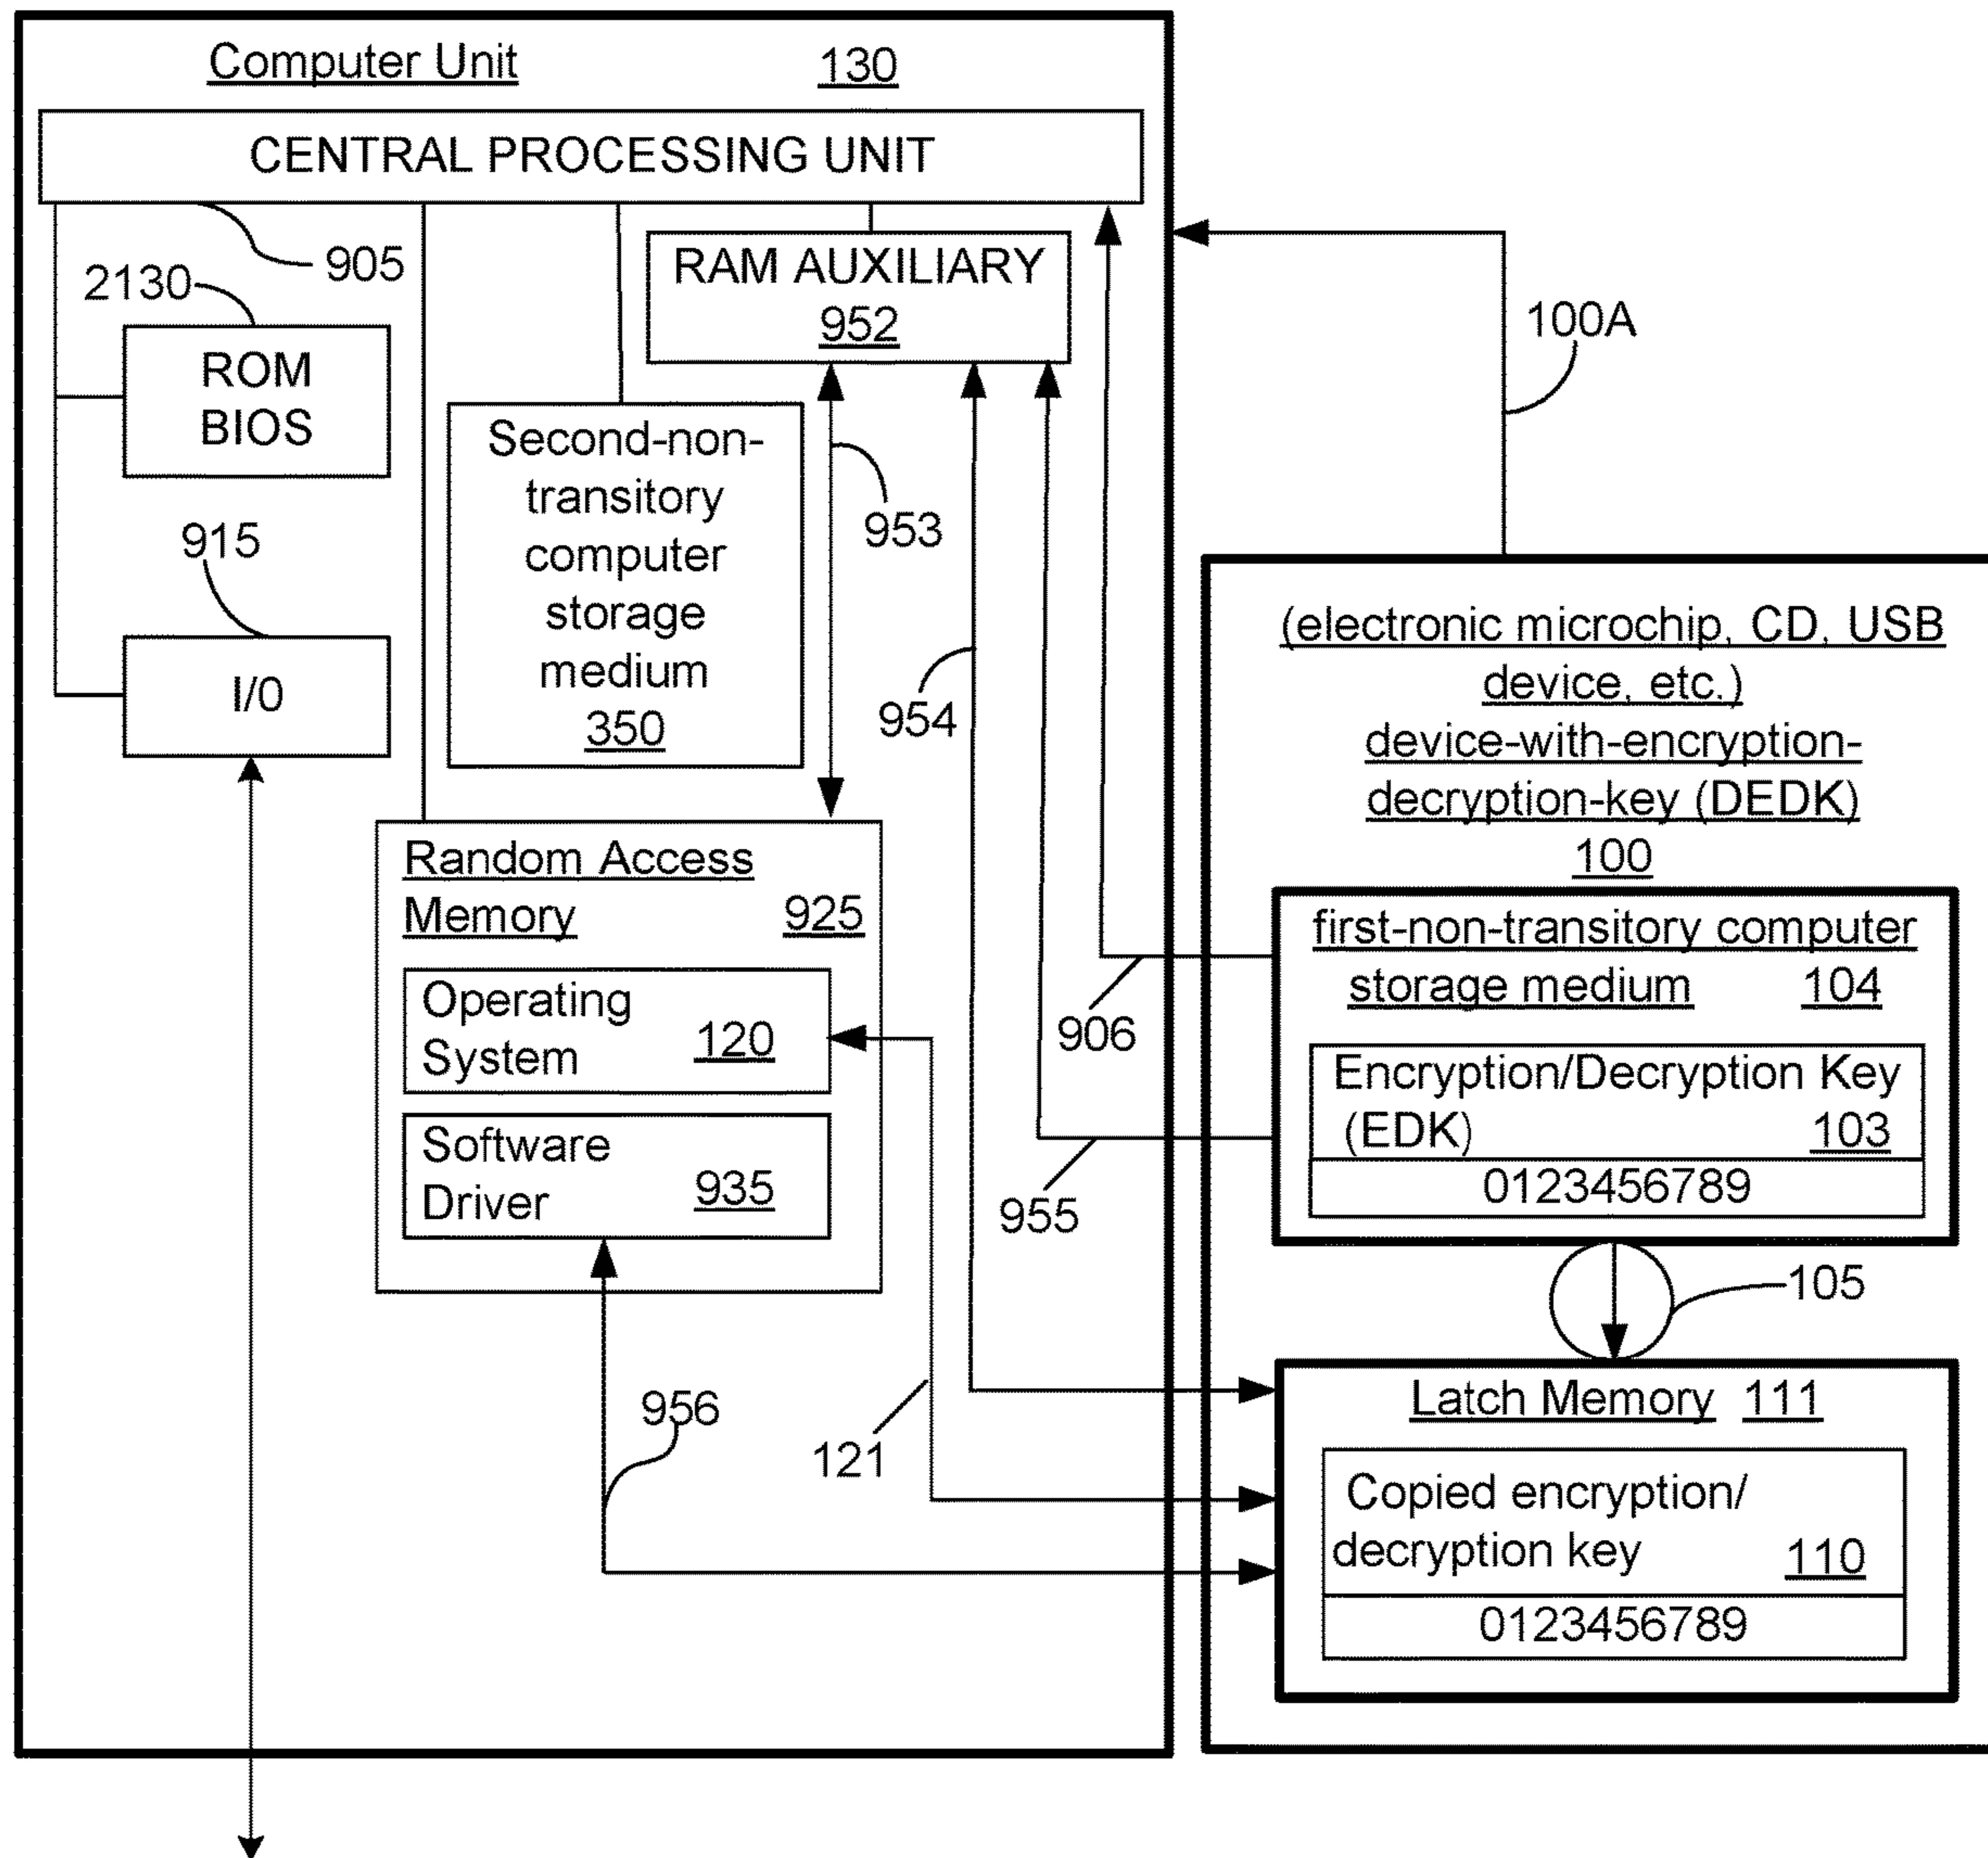 Computer Unit 130
CENTRAL PROCESSING UNIT
905
2130
ROM
BIOS
915
I/0
RAM AUXILIARY
952
Second-non-
transitory
computer
storage
medium
350
953
954
100A
Random Access
Memory 925
Operating
System 120
Software
Driver 935
956
121
906
955
(electronic microchip, CD, USB
device, etc.)
device-with-encryption-
decryption-key (DEDK)
100
first-non-transitory computer
storage medium 104
Encryption/Decryption Key
(EDK) 103
0123456789
105
Latch Memory 111
Copied encryption/
decryption key 110
0123456789